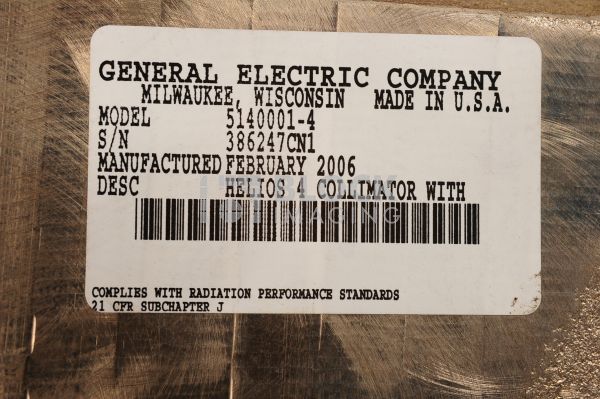 GENERAL ELECTRIC COMPANY
MILWAUKEE, WISCONSIN MADE IN U.S.A.
MODEL 5140001-4
S/N 386247CN1
MANUFACTURED FEBRUARY 2006
DESC HELIOS 4 COLLIMATOR WITH
IMAGING
COMPLIES WITH RADIATION PERFORMANCE STANDARDS
21 CFR SUBCHAPTER J